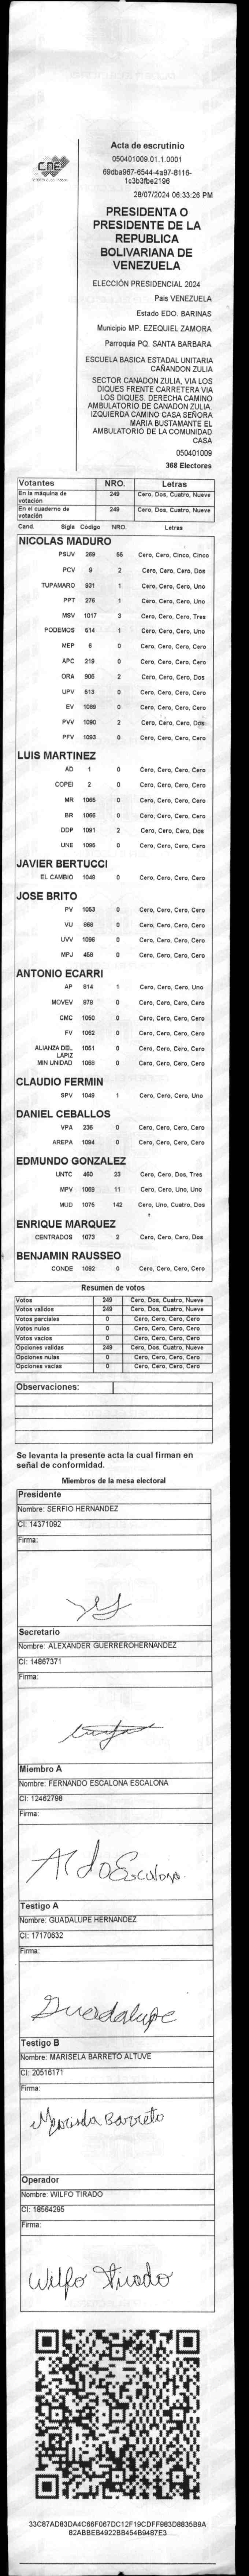 Acta de escrutinio
050401009.01.1.0001
69dba967-6544-4a97-8116-
1c3b3fbe2196
28/07/2024 06:33:26 PM
CNE
PRESIDENTA O
PRESIDENTE DE LA
REPUBLICA
BOLIVARIANA DE
VENEZUELA
ELECCIÓN PRESIDENCIAL 2024
País VENEZUELA
Estado EDO. BARINAS
Municipio MP. EZEQUIEL ZAMORA
Parroquia PQ. SANTA BARBARA
ESCUELA BASICA ESTADAL UNITARIA
CAÑANDON ZULIA
SECTOR CANADON ZULIA, VIA LOS
DIQUES FRENTE CARRETERA VIA
LOS DIQUES. DERECHA CAMINO
AMBULATORIO DE CANADON ZULIA.
IZQUIERDA CAMINO CASA SEÑORA
MARIA BUSTAMANTE EL
AMBULATORIO DE LA COMUNIDAD
CASA
050401009
368 Electores
Votantes NRO. Letras
En la máquina de votación 249 Cero, Dos, Cuatro, Nueve
En el cuaderno de votación 249 Cero, Dos, Cuatro, Nueve
Cand. Sigla Código NRO. Letras
NICOLAS MADURO
PSUV 269 55 Cero, Cero, Cinco, Cinco
PCV 9 2 Cero, Cero, Cero, Dos
TUPAMARO 931 1 Cero, Cero, Cero, Uno
PPT 276 1 Cero, Cero, Cero, Uno
MSV 1017 3 Cero, Cero, Cero, Tres
PODEMOS 514 1 Cero, Cero, Cero, Uno
MEP 6 0 Cero, Cero, Cero, Cero
APC 219 0 Cero, Cero, Cero, Cero
ORA 906 2 Cero, Cero, Cero, Dos
UPV 513 0 Cero, Cero, Cero, Cero
EV 1089 0 Cero, Cero, Cero, Cero
PVV 1090 2 Cero, Cero, Cero, Dos
PFV 1093 0 Cero, Cero, Cero, Cero
LUIS MARTINEZ
AD 1 0 Cero, Cero, Cero, Cero
COPEI 2 0 Cero, Cero, Cero, Cero
MR 1066 0 Cero, Cero, Cero, Cero
BR 1066 0 Cero, Cero, Cero, Cero
DDP 1091 2 Cero, Cero, Cero, Dos
UNE 1095 0 Cero, Cero, Cero, Cero
JAVIER BERTUCCI
EL CAMBIO 1048 0 Cero, Cero, Cero, Cero
JOSE BRITO
PV 1053 0 Cero, Cero, Cero, Cero
VU 868 0 Cero, Cero, Cero, Cero
UVV 1096 0 Cero, Cero, Cero, Cero
MPJ 458 0 Cero, Cero, Cero, Cero
ANTONIO ECARRI
AP 814 1 Cero, Cero, Cero, Uno
MOVEV 978 0 Cero, Cero, Cero, Cero
CMC 1050 0 Cero, Cero, Cero, Cero
FV 1062 0 Cero, Cero, Cero, Cero
ALIANZA DEL LAPIZ 1051 0 Cero, Cero, Cero, Cero
MIN UNIDAD 1068 0 Cero, Cero, Cero, Cero
CLAUDIO FERMIN
SPV 1049 1 Cero, Cero, Cero, Uno
DANIEL CEBALLOS
VPA 236 0 Cero, Cero, Cero, Cero
AREPA 1094 0 Cero, Cero, Cero, Cero
EDMUNDO GONZALEZ
UNTC 450 23 Cero, Cero, Dos, Tres
MPV 1069 11 Cero, Cero, Uno, Uno
MUD 1075 142 Cero, Uno, Cuatro, Dos
ENRIQUE MARQUEZ
CENTRADOS 1073 2 Cero, Cero, Cero, Dos
BENJAMIN RAUSSEO
CONDE 1092 0 Cero, Cero, Cero, Cero
Resumen de votos
Votos 249 Cero, Dos, Cuatro, Nueve
Votos validos 249 Cero, Dos, Cuatro, Nueve
Votos parciales 0 Cero, Cero, Cero, Cero
Votos nulos 0 Cero, Cero, Cero, Cero
Votos vacios 0 Cero, Cero, Cero, Cero
Opciones validas 249 Cero, Dos, Cuatro, Nueve
Opciones nulas 0 Cero, Cero, Cero, Cero
Opciones vacias 0 Cero, Cero, Cero, Cero
Observaciones:
Se levanta la presente acta la cual firman en
señal de conformidad.
Miembros de la mesa electoral
Presidente
Nombre: SERFIO HERNANDEZ
CI: 14371092
Firma:
Secretario
Nombre: ALEXANDER GUERREROHERNANDEZ
CI: 14867371
Firma:
Miembro A
Nombre: FERNANDO ESCALONA ESCALONA
CI: 12462798
Firma:
AldoEscalona
Testigo A
Nombre: GUADALUPE HERNANDEZ
CI: 17170632
Firma:
Guadalupe
Testigo B
Nombre: MARISELA BARRETO ALTUVE
CI: 20516171
Firma:
Marisela Barreto
Operador
Nombre: WILFO TIRADO
CI: 18564295
Firma:
Wilfo Tirado
33C87AD83DA4C66F067DC12F19CDFF983D8835B9A
82ABBEB4922BB454B9487E3